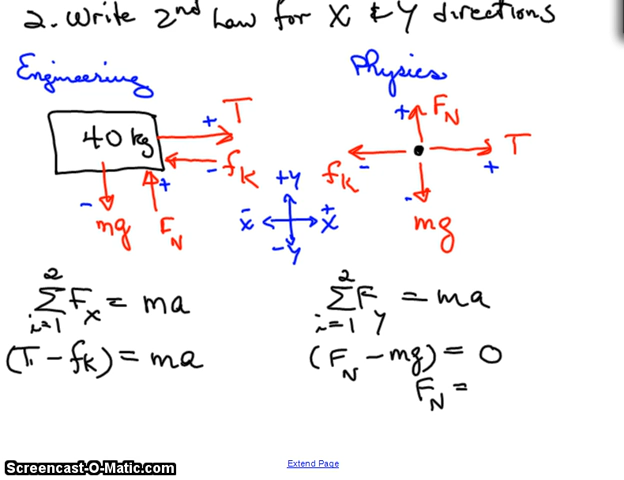 2. Write 2nd Law for X & Y directions
Engineering
Physics
40 kg
+ T
- fK
- mg
+ FN
+ FN
fK -
T +
- mg
+Y
- X
+ X
-Y
2 Σ i=1 Fx = ma
(T - fK) = ma
2 Σ i=1 Fy = ma
(FN - mg) = 0
FN =
Extend Page
Screencast-O-Matic.com